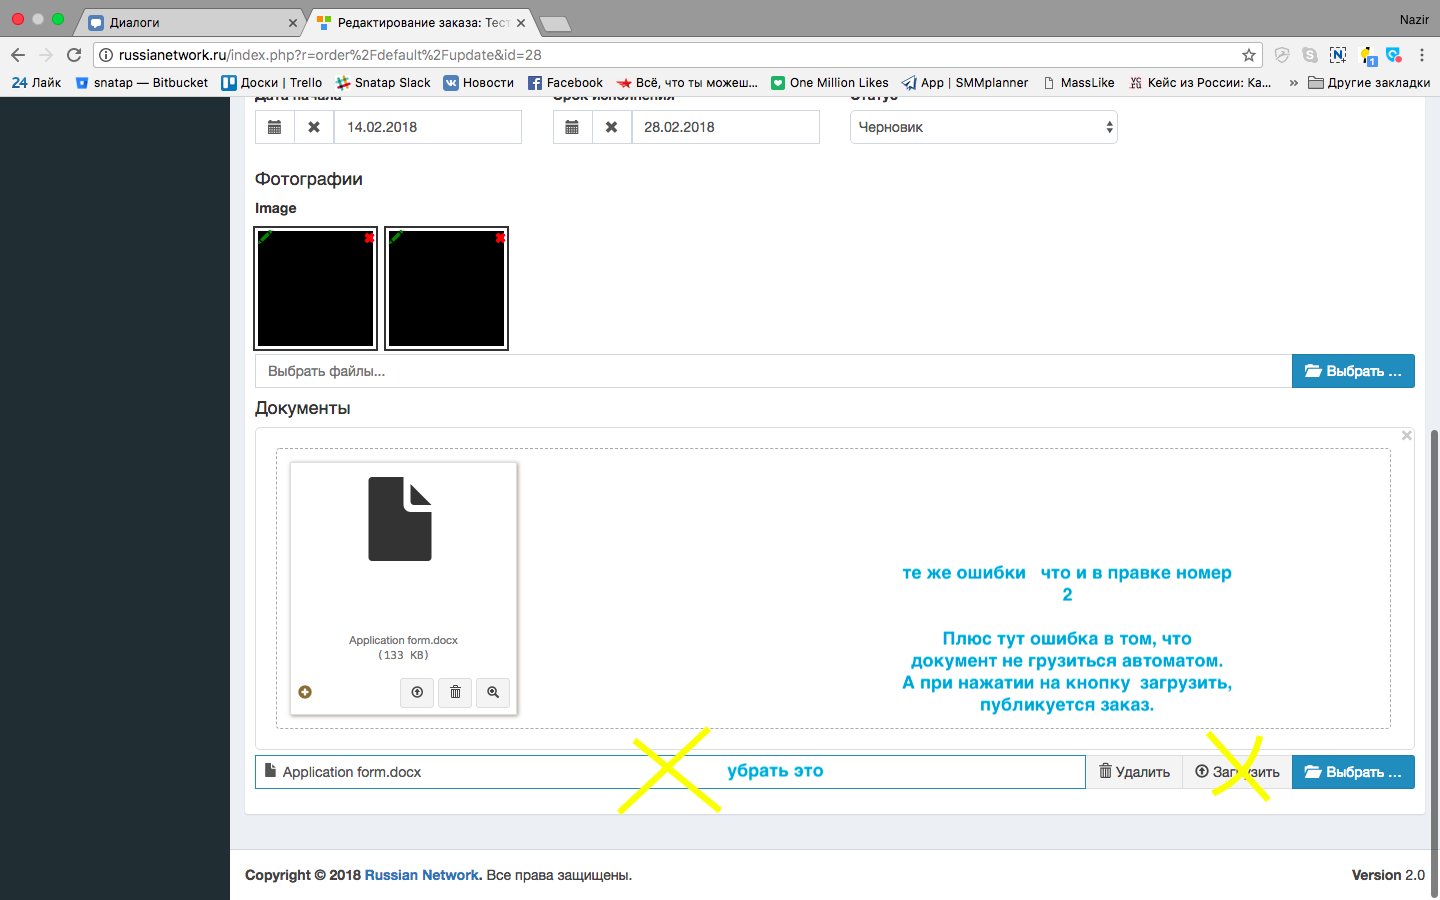 Диалоги
Редактирование заказа: Тест
Nazir
russianetwork.ru/index.php?r=order%2Fdefault%2Fupdate&id=28
24 Лайк
snatap — Bitbucket
Доски | Trello
Snatap Slack
Новости
Facebook
Всё, что ты можеш...
One Million Likes
App | SMMplanner
MassLike
Кейс из России: Ка...
»
Другие закладки
Дата начала
Срок исполнения
Статус
14.02.2018
28.02.2018
Черновик
Фотографии
Image
Выбрать файлы...
Выбрать ...
Документы
Application form.docx
(133 KB)
те же ошибки что и в правке номер
2
Плюс тут ошибка в том, что
документ не грузиться автоматом.
А при нажатии на кнопку загрузить,
публикуется заказ.
Application form.docx
убрать это
Удалить
Загрузить
Выбрать ...
Copyright © 2018 Russian Network. Все права защищены.
Version 2.0